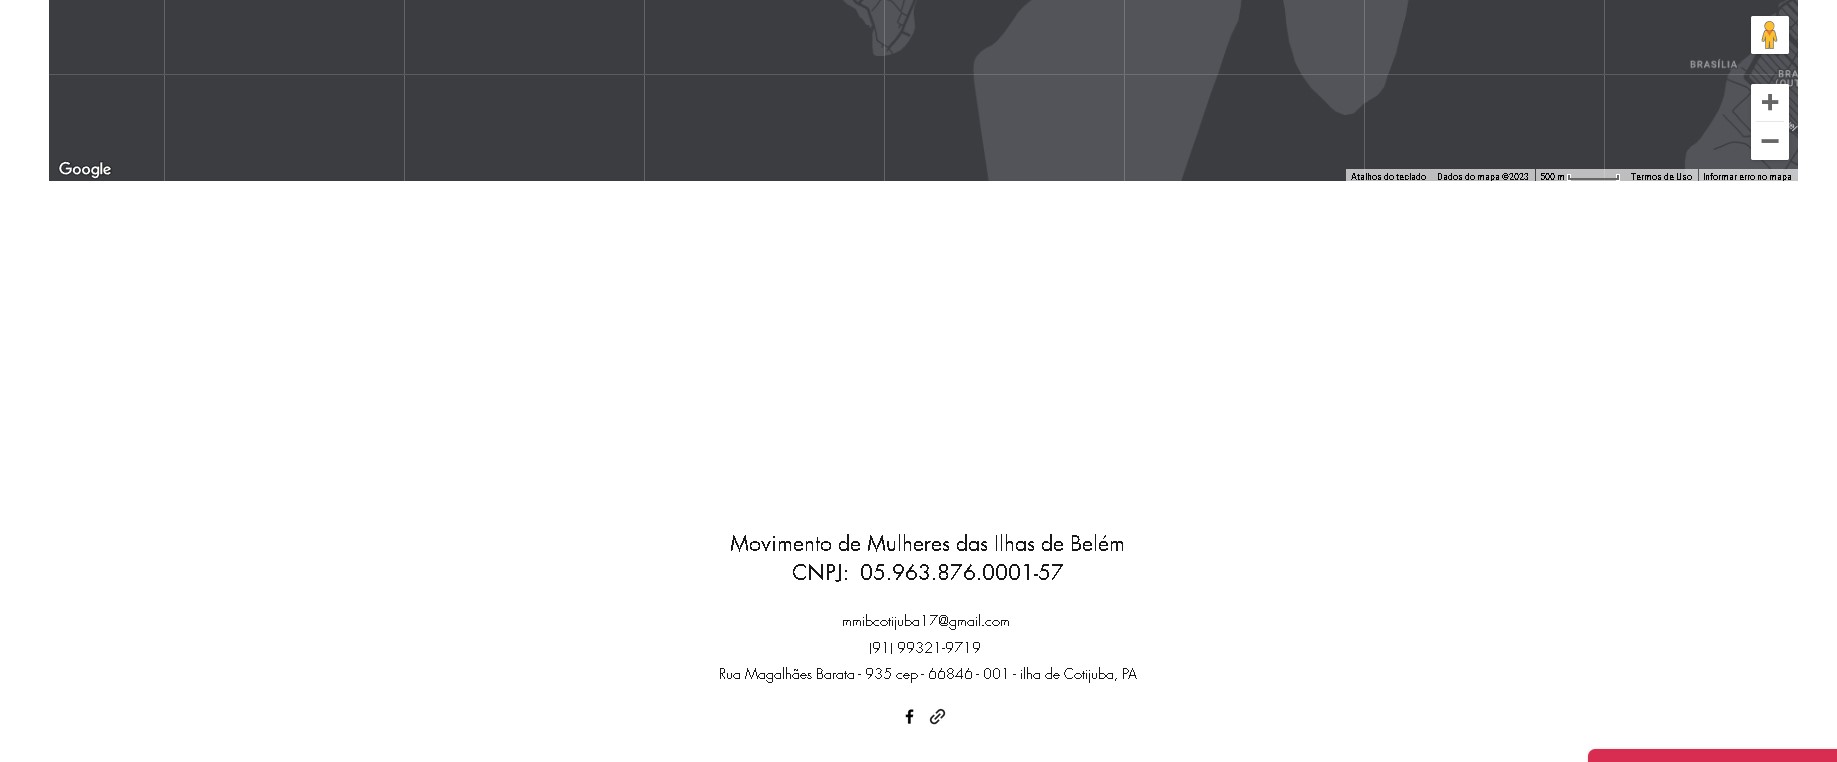 BRASÍLIA
BRA
Google
Atalhos do teclado Dados do mapa ©2023 500 m Termos de Uso Informar erro no mapa
Movimento de Mulheres das Ilhas de Belém
CNPJ: 05.963.876.0001-57
mmibcotijuba17@gmail.com
(91) 99321-9719
Rua Magalhães Barata - 935 cep - 66846 - 001 - ilha de Cotijuba, PA